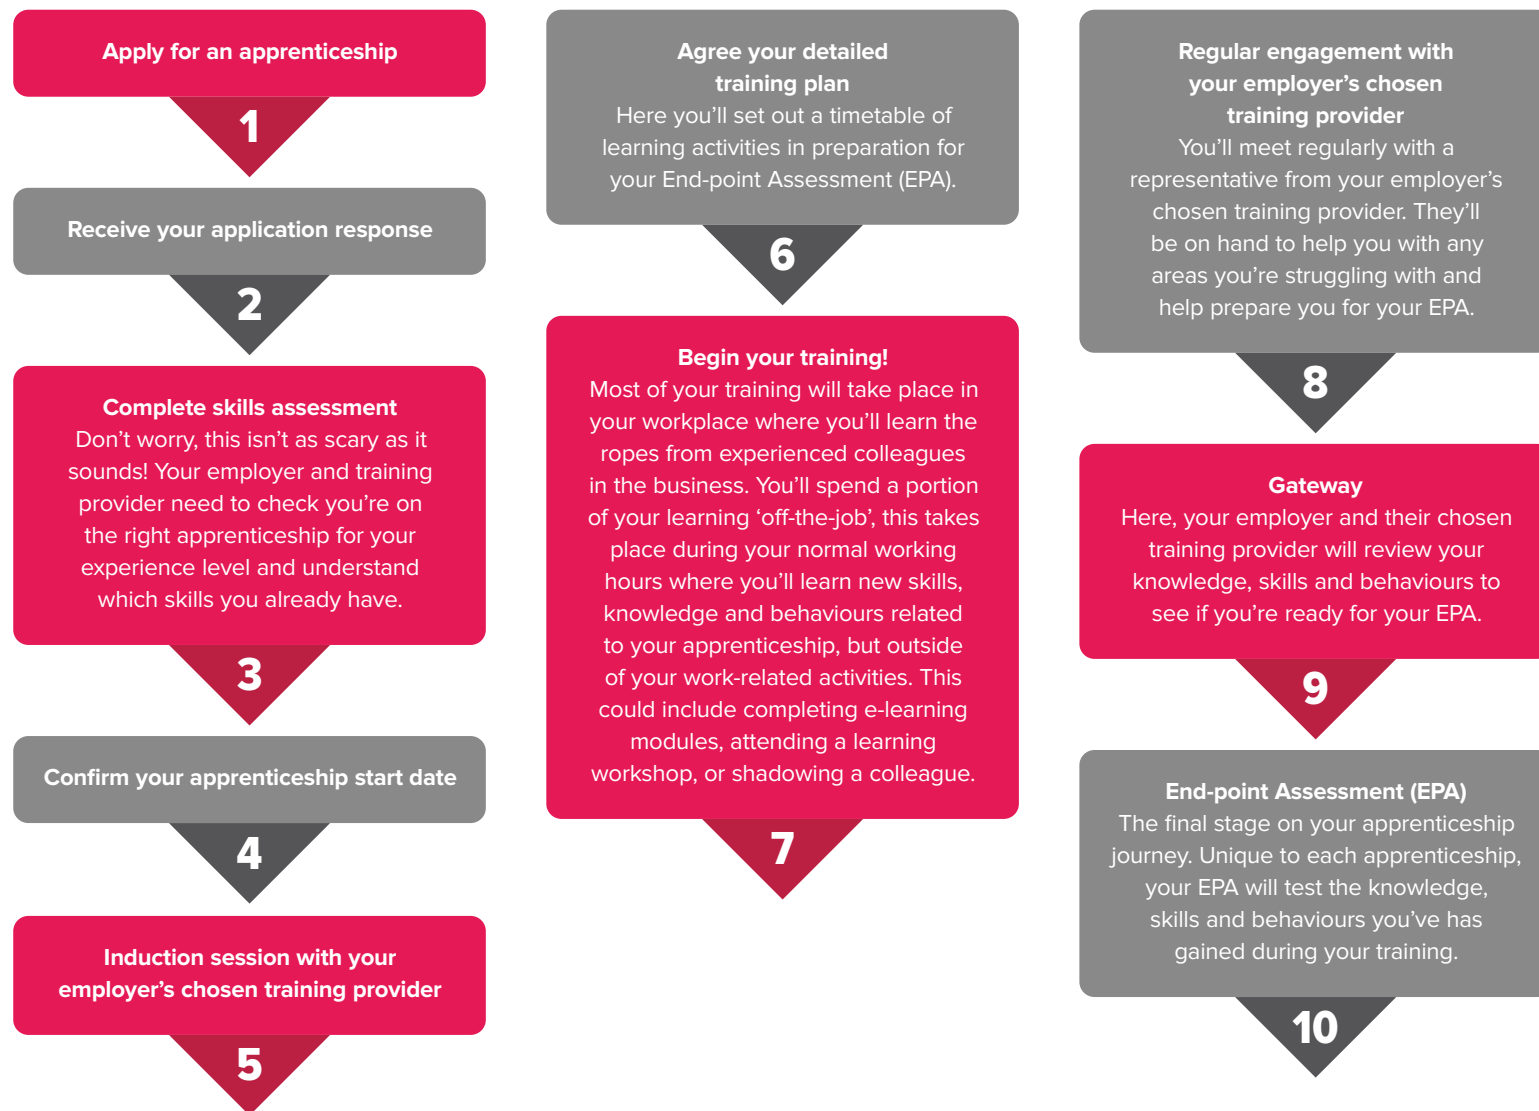 Apply for an apprenticeship
1
Receive your application response
2
Complete skills assessment
Don’t worry, this isn’t as scary as it
sounds! Your employer and training
provider need to check you’re on
the right apprenticeship for your
experience level and understand
which skills you already have.
3
Confirm your apprenticeship start date
4
Induction session with your
employer’s chosen training provider
5
Agree your detailed
training plan
Here you’ll set out a timetable of
learning activities in preparation for
your End-point Assessment (EPA).
6
Begin your training!
Most of your training will take place in
your workplace where you’ll learn the
ropes from experienced colleagues
in the business. You’ll spend a portion
of your learning ‘off-the-job’, this takes
place during your normal working
hours where you’ll learn new skills,
knowledge and behaviours related
to your apprenticeship, but outside
of your work-related activities. This
could include completing e-learning
modules, attending a learning
workshop, or shadowing a colleague.
7
Regular engagement with
your employer’s chosen
training provider
You’ll meet regularly with a
representative from your employer’s
chosen training provider. They’ll
be on hand to help you with any
areas you’re struggling with and
help prepare you for your EPA.
8
Gateway
Here, your employer and their chosen
training provider will review your
knowledge, skills and behaviours to
see if you’re ready for your EPA.
9
End-point Assessment (EPA)
The final stage on your apprenticeship
journey. Unique to each apprenticeship,
your EPA will test the knowledge,
skills and behaviours you’ve has
gained during your training.
10